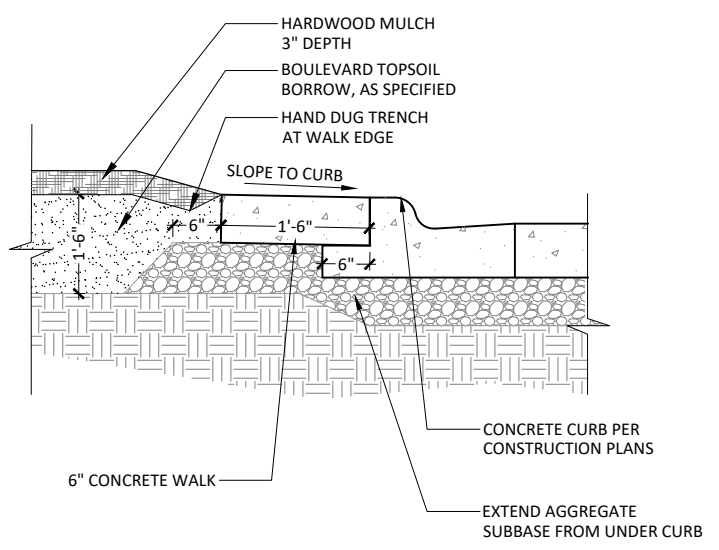 HARDWOOD MULCH
3" DEPTH
BOULEVARD TOPSOIL
BORROW, AS SPECIFIED
HAND DUG TRENCH
AT WALK EDGE
SLOPE TO CURB
6"
1'-6"
1'-6"
6"
CONCRETE CURB PER
CONSTRUCTION PLANS
6" CONCRETE WALK
EXTEND AGGREGATE
SUBBASE FROM UNDER CURB